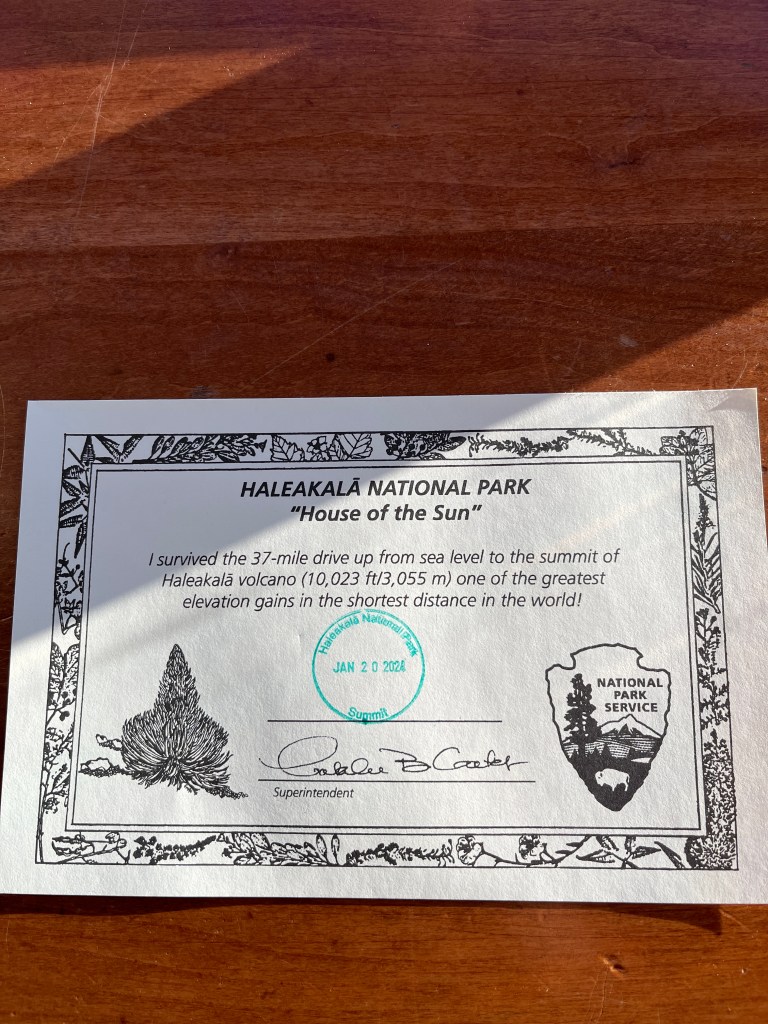 HALEAKALĀ NATIONAL PARK
“House of the Sun”
I survived the 37-mile drive up from sea level to the summit of
Haleakalā volcano (10,023 ft/3,055 m) one of the greatest
elevation gains in the shortest distance in the world!
Haleakalā National Park
JAN 20 2024
Summit
NATIONAL
PARK
SERVICE
Superintendent